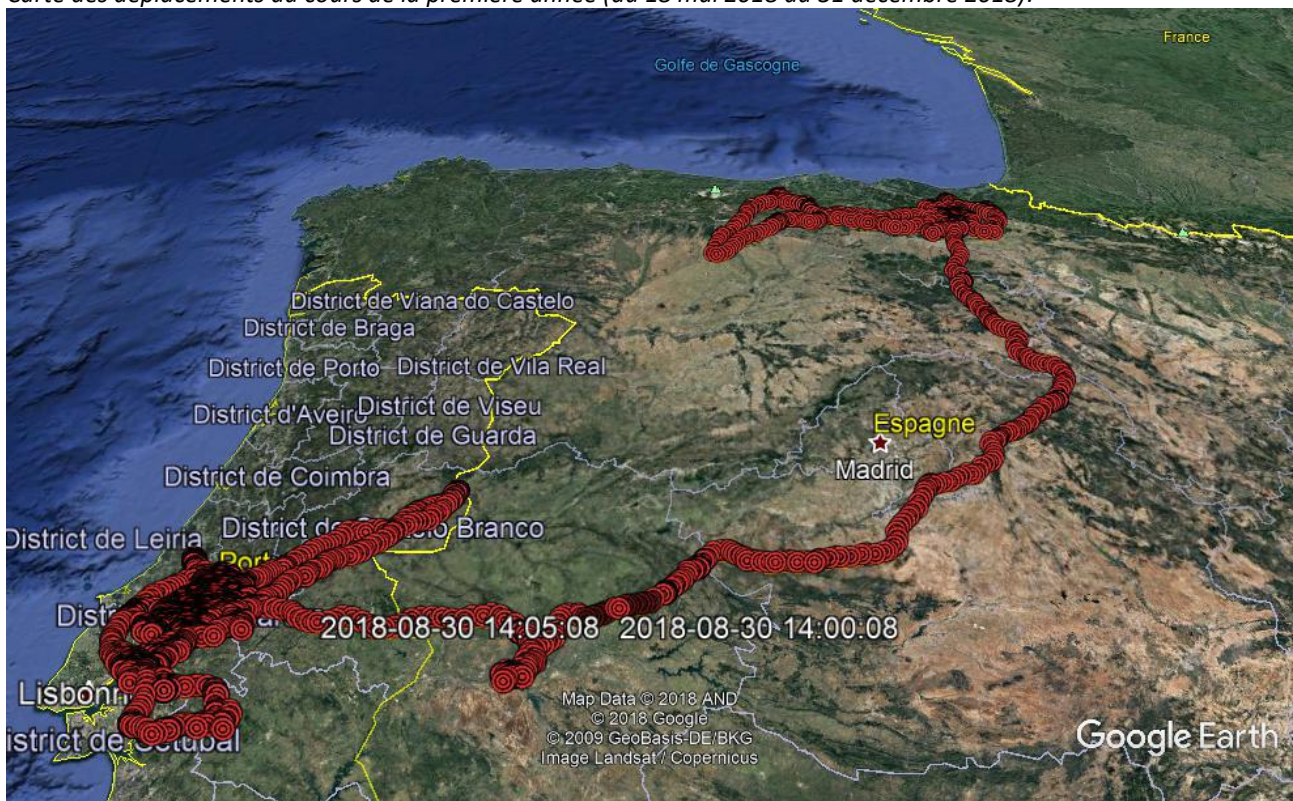 Carte des déplacements au cours de la première année (du 18 mai 2018 au 31 décembre 2018).
France
Golfe de Gascogne
District de Viana do Castelo
District de Braga
District de Porto District de Vila Real
District d'Aveiro District de Viseu
District de Guarda
Espagne
Madrid
District de Coimbra
District de Leiria
Branco
2018-08-30 14:05:08 2018-08-30 14:00:08
Map Data © 2018 AND
© 2018 Google
© 2009 GeoBasis-DE/BKG
Image Landsat / Copernicus
Google Earth